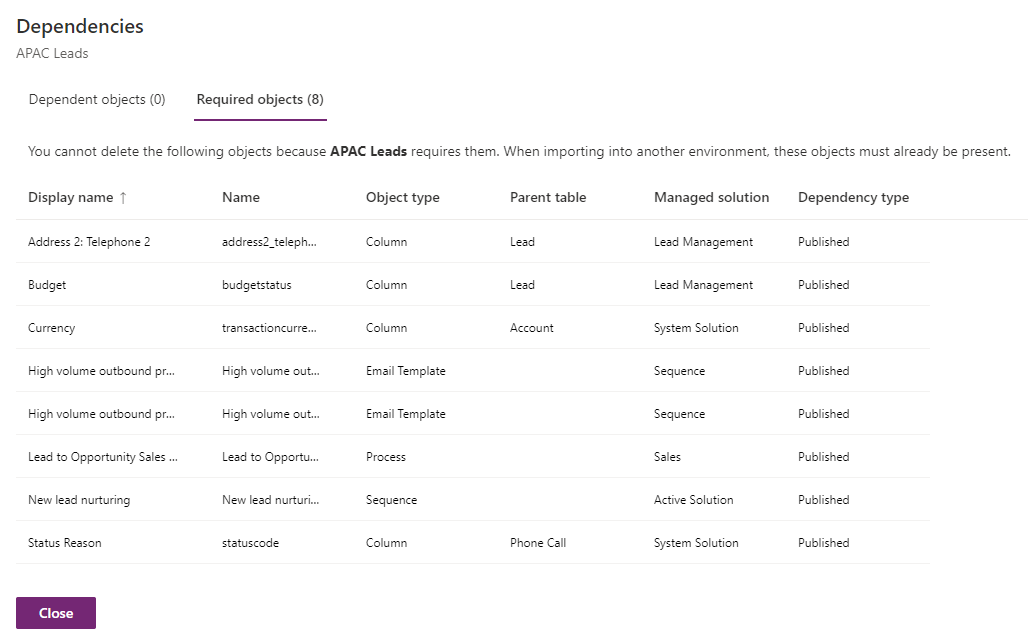 Dependencies
APAC Leads
Dependent objects (0) Required objects (8)
You cannot delete the following objects because APAC Leads requires them. When importing into another environment, these objects must already be present.
Display name ↑ Name Object type Parent table Managed solution Dependency type
Address 2: Telephone 2 address2_teleph... Column Lead Lead Management Published
Budget budgetstatus Column Lead Lead Management Published
Currency transactioncurre... Column Account System Solution Published
High volume outbound pr... High volume out... Email Template Sequence Published
High volume outbound pr... High volume out... Email Template Sequence Published
Lead to Opportunity Sales ... Lead to Opportu... Process Sales Published
New lead nurturing New lead nurturi... Sequence Active Solution Published
Status Reason statuscode Column Phone Call System Solution Published
Close